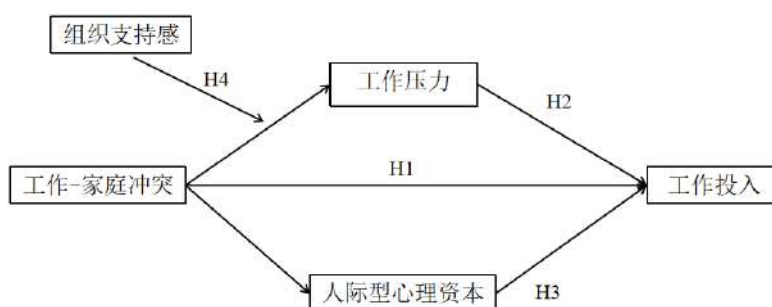 组织支持感
H4
工作压力
H2
工作-家庭冲突
H1
工作投入
人际型心理资本
H3